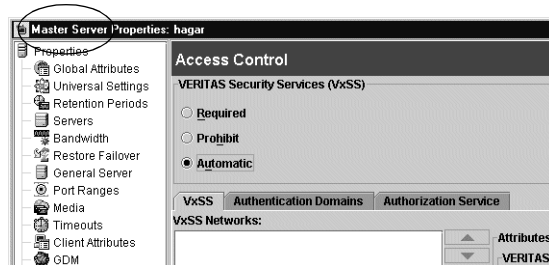 Master Server Properties: hagar
Properties
Global Attributes
Universal Settings
Retention Periods
Servers
Bandwidth
Restore Failover
General Server
Port Ranges
Media
Timeouts
Client Attributes
GDM
Access Control
VERITAS Security Services (VxSS)
Required
Prohibit
Automatic
VxSS Authentication Domains Authorization Service
VxSS Networks:
Attributes
VERITAS